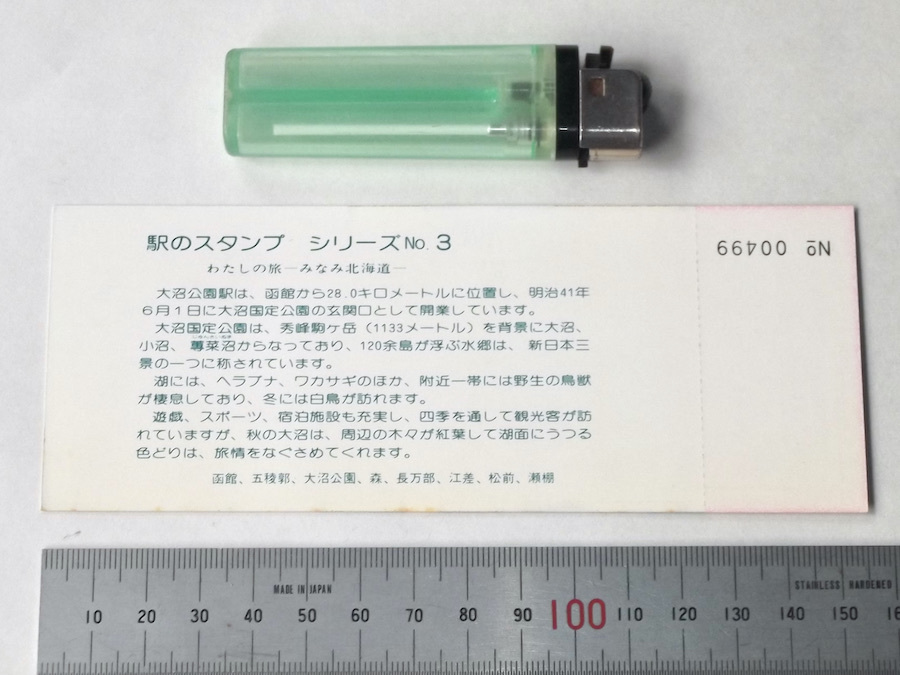 駅のスタンプ シリーズNo. 3
わたしの旅―みなみ北海道―
大沼公園駅は、函館から28.0キロメートルに位置し、明治41年
6月1日に大沼国定公園の玄関口として開業しています。
大沼国定公園は、秀峰駒ヶ岳(1133メートル)を背景に大沼、
小沼、蓴菜沼からなっており、120余島が浮ぶ水郷は、新日本三
景の一つに称されています。
湖には、ヘラブナ、ワカサギのほか、附近一帯には野生の鳥獣
が棲息しており、冬には白鳥が訪れます。
遊戯、スポーツ、宿泊施設も充実し、四季を通して観光客が訪
れていますが、秋の大沼は、周辺の木々が紅葉して湖面にうつる
色どりは、旅情をなぐさめてくれます。
函館、五稜郭、大沼公園、森、長万部、江差、松前、瀬棚
No 00499
MADE IN JAPAN
STAINLESS HARDENED
10 20 30 40 50 60 70 80 90 100 110 120 130 140 150